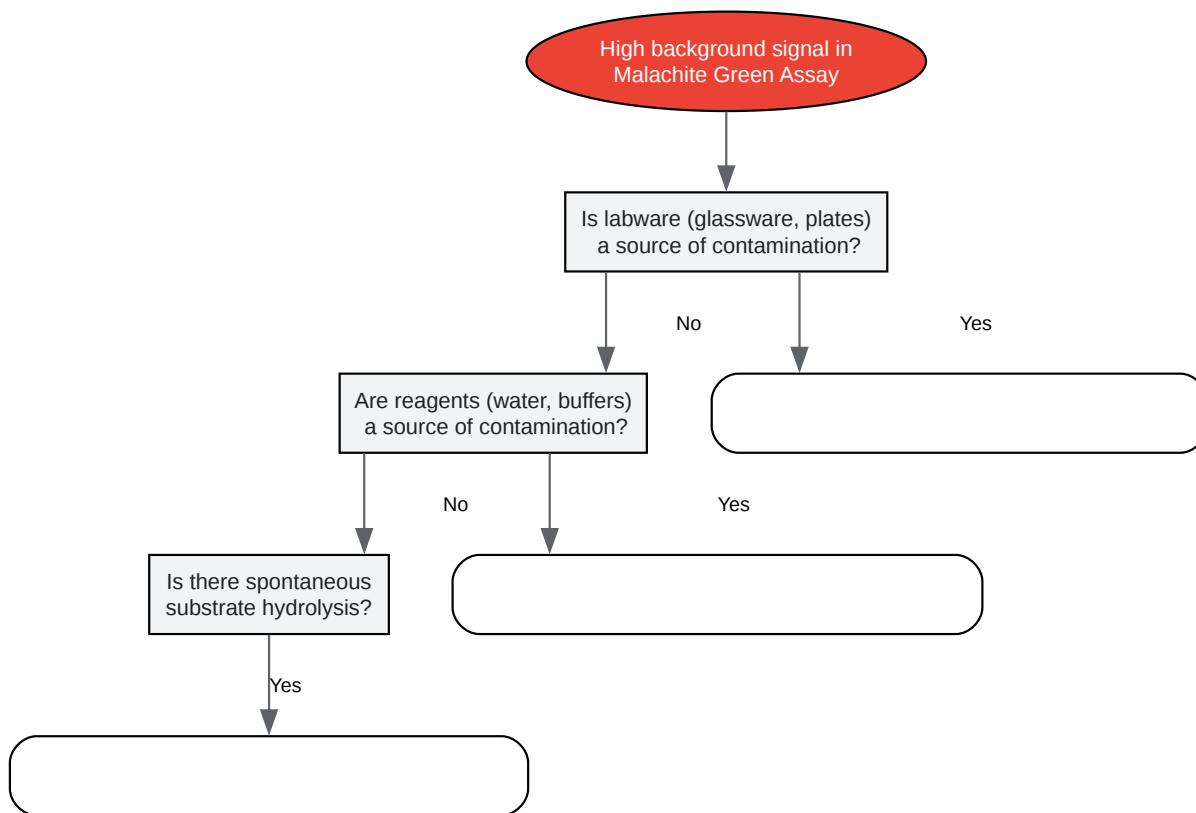 High background signal in
Malachite Green Assay
Is labware (glassware, plates)
a source of contamination?
No
Yes
Are reagents (water, buffers)
a source of contamination?
No
Yes
Is there spontaneous
substrate hydrolysis?
Yes